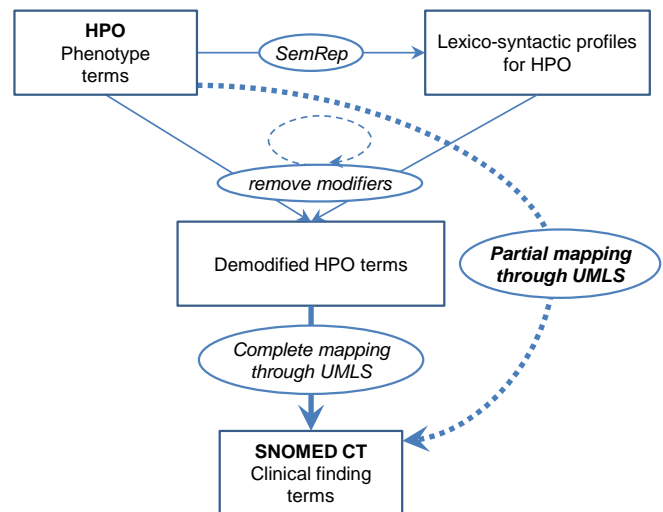 HPO
Phenotype
terms
SemRep
Lexico-syntactic profiles
for HPO
remove modifiers
Demodified HPO terms
Partial mapping
through UMLS
Complete mapping
through UMLS
SNOMED CT
Clinical finding
terms